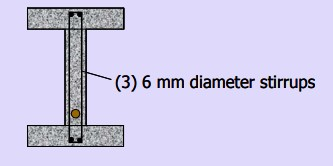 (3) 6 mm diameter stirrups